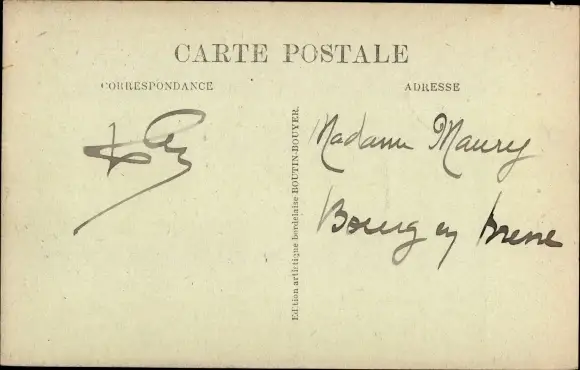 CARTE POSTALE
CORRESPONDANCE
ADRESSE
Edition artistique bordelaise BOUTIN-BOUYER.
Madame Maury
Bourg en Bresse